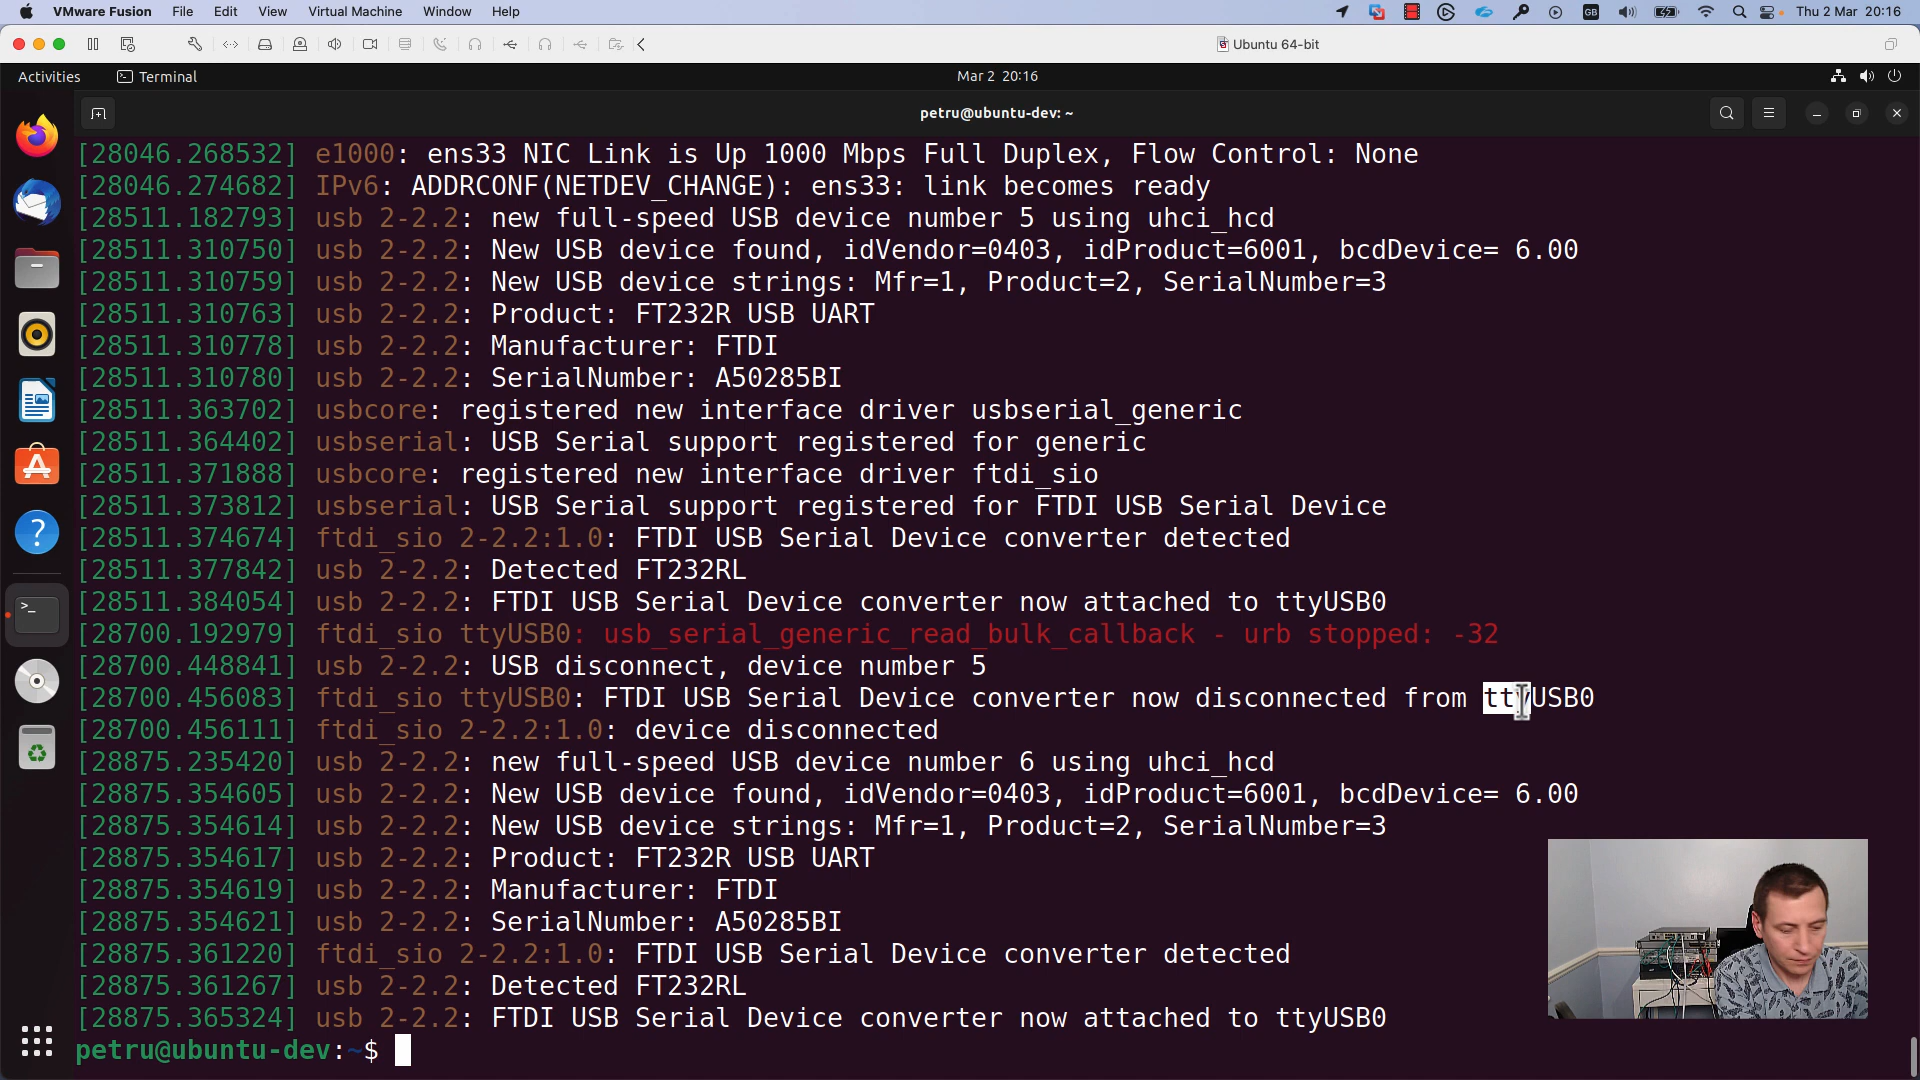 VMware Fusion File Edit View Virtual Machine Window Help GB Thu 2 Mar 20:16
Ubuntu 64-bit
Activities Terminal Mar 2 20:16
petru@ubuntu-dev: ~
[28046.268532] e1000: ens33 NIC Link is Up 1000 Mbps Full Duplex, Flow Control: None
[28046.274682] IPv6: ADDRCONF(NETDEV_CHANGE): ens33: link becomes ready
[28511.182793] usb 2-2.2: new full-speed USB device number 5 using uhci_hcd
[28511.310750] usb 2-2.2: New USB device found, idVendor=0403, idProduct=6001, bcdDevice= 6.00
[28511.310759] usb 2-2.2: New USB device strings: Mfr=1, Product=2, SerialNumber=3
[28511.310763] usb 2-2.2: Product: FT232R USB UART
[28511.310778] usb 2-2.2: Manufacturer: FTDI
[28511.310780] usb 2-2.2: SerialNumber: A50285BI
[28511.363702] usbcore: registered new interface driver usbserial_generic
[28511.364402] usbserial: USB Serial support registered for generic
[28511.371888] usbcore: registered new interface driver ftdi_sio
[28511.373812] usbserial: USB Serial support registered for FTDI USB Serial Device
[28511.374674] ftdi_sio 2-2.2:1.0: FTDI USB Serial Device converter detected
[28511.377842] usb 2-2.2: Detected FT232RL
[28511.384054] usb 2-2.2: FTDI USB Serial Device converter now attached to ttyUSB0
[28700.192979] ftdi_sio ttyUSB0: usb_serial_generic_read_bulk_callback - urb stopped: -32
[28700.448841] usb 2-2.2: USB disconnect, device number 5
[28700.456083] ftdi_sio ttyUSB0: FTDI USB Serial Device converter now disconnected from ttyUSB0
[28700.456111] ftdi_sio 2-2.2:1.0: device disconnected
[28875.235420] usb 2-2.2: new full-speed USB device number 6 using uhci_hcd
[28875.354605] usb 2-2.2: New USB device found, idVendor=0403, idProduct=6001, bcdDevice= 6.00
[28875.354614] usb 2-2.2: New USB device strings: Mfr=1, Product=2, SerialNumber=3
[28875.354617] usb 2-2.2: Product: FT232R USB UART
[28875.354619] usb 2-2.2: Manufacturer: FTDI
[28875.354621] usb 2-2.2: SerialNumber: A50285BI
[28875.361220] ftdi_sio 2-2.2:1.0: FTDI USB Serial Device converter detected
[28875.361267] usb 2-2.2: Detected FT232RL
[28875.365324] usb 2-2.2: FTDI USB Serial Device converter now attached to ttyUSB0
petru@ubuntu-dev:~$